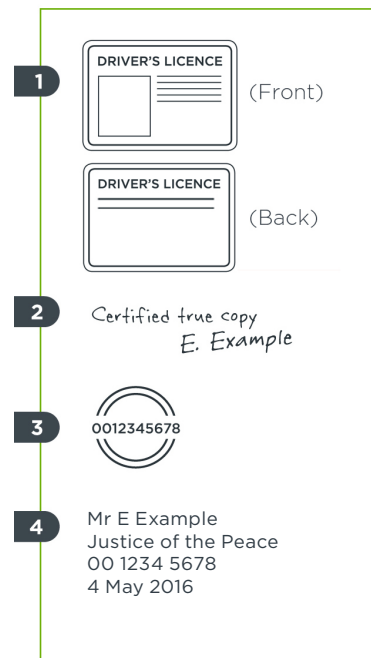 1
DRIVER'S LICENCE
(Front)
DRIVER'S LICENCE
(Back)
2
Certified true copy
E. Example
3
0012345678
4
Mr E Example
Justice of the Peace
00 1234 5678
4 May 2016